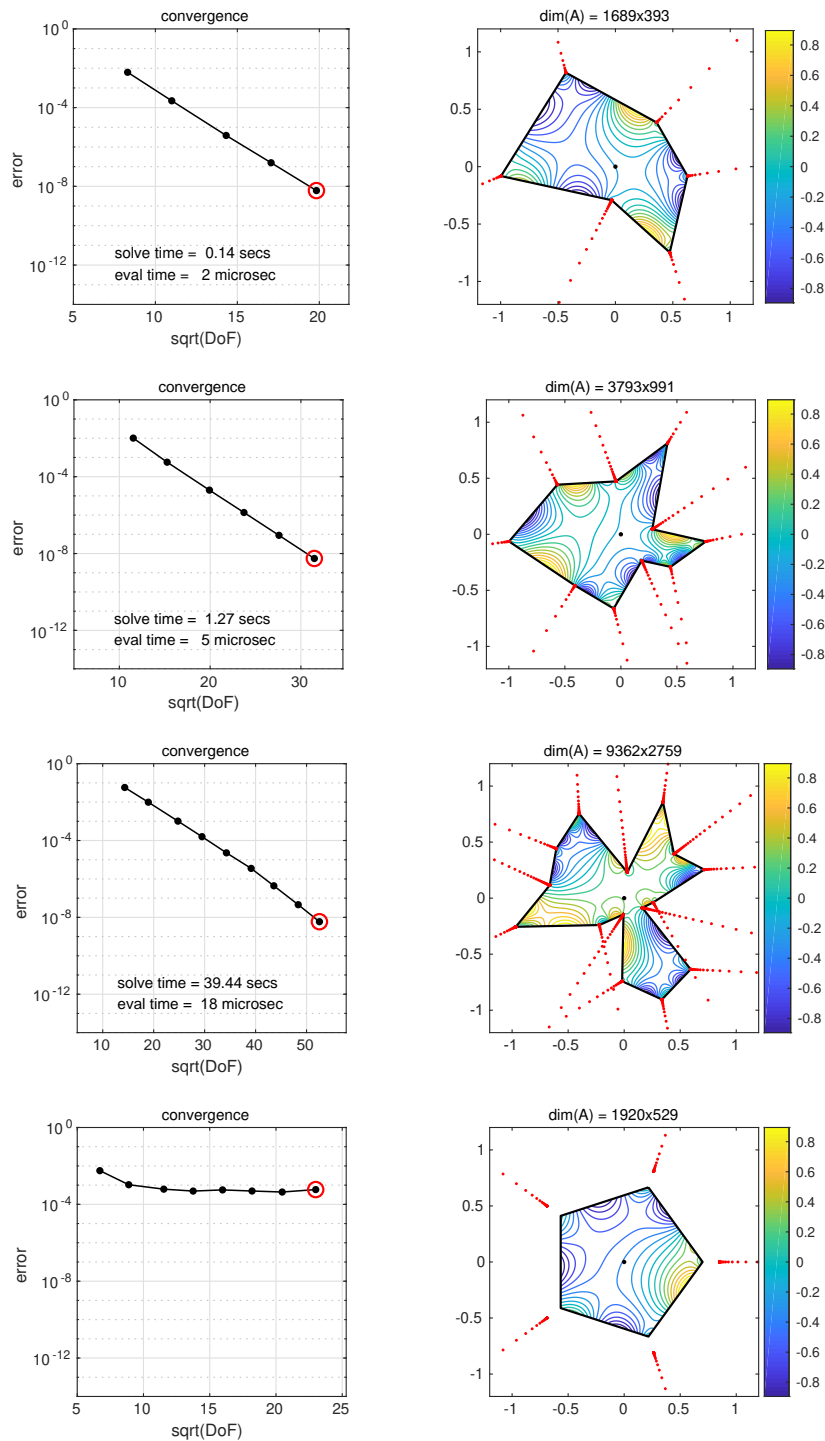 convergence
10^0
10^-4
10^-8
10^-12
error
solve time = 0.14 secs
eval time = 2 microsec
5 10 15 20
sqrt(DoF)
dim(A) = 1689x393
1
0.5
0
-0.5
-1
-1 -0.5 0 0.5 1
0.8
0.6
0.4
0.2
0
-0.2
-0.4
-0.6
-0.8
convergence
10^0
10^-4
10^-8
10^-12
error
solve time = 1.27 secs
eval time = 5 microsec
10 20 30
sqrt(DoF)
dim(A) = 3793x991
1
0.5
0
-0.5
-1
-1 -0.5 0 0.5 1
0.8
0.6
0.4
0.2
0
-0.2
-0.4
-0.6
-0.8
convergence
10^0
10^-4
10^-8
10^-12
error
solve time = 39.44 secs
eval time = 18 microsec
10 20 30 40 50
sqrt(DoF)
dim(A) = 9362x2759
1
0.5
0
-0.5
-1
-1 -0.5 0 0.5 1
0.8
0.6
0.4
0.2
0
-0.2
-0.4
-0.6
-0.8
convergence
10^0
10^-4
10^-8
10^-12
error
5 10 15 20 25
sqrt(DoF)
dim(A) = 1920x529
1
0.5
0
-0.5
-1
-1 -0.5 0 0.5 1
0.8
0.6
0.4
0.2
0
-0.2
-0.4
-0.6
-0.8